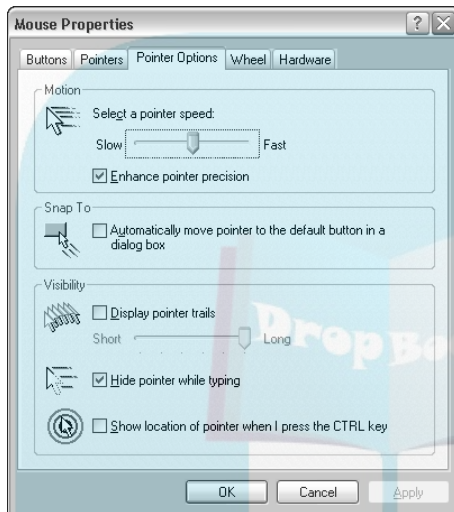 Mouse Properties
Buttons Pointers Pointer Options Wheel Hardware
Motion
Select a pointer speed:
Slow Fast
Enhance pointer precision
Snap To
Automatically move pointer to the default button in a
dialog box
Visibility
Display pointer trails
Short Long
Hide pointer while typing
Show location of pointer when I press the CTRL key
OK Cancel Apply